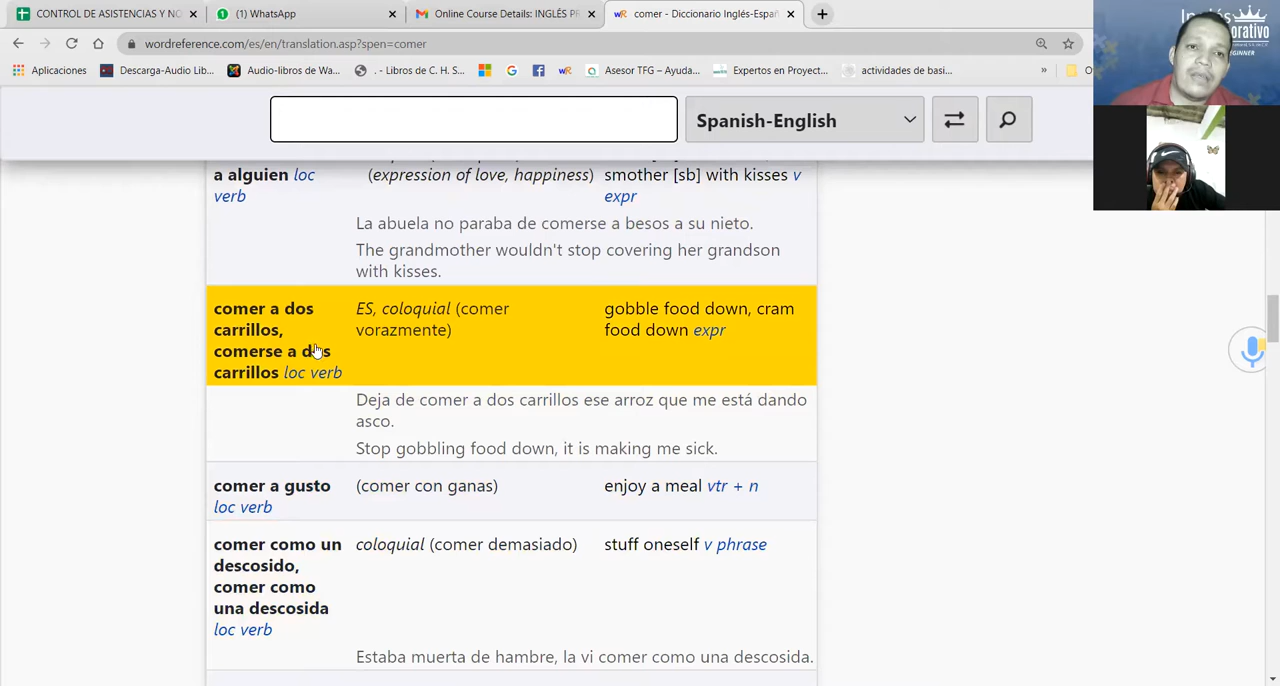 CONTROL DE ASISTENCIAS Y NO
(1) WhatsApp
Online Course Details: INGLÉS PR
comer - Diccionario Inglés-Españ
wordreference.com/es/en/translation.asp?spen=comer
Aplicaciones
Descarga-Audio Lib...
Audio-libros de Wa...
. - Libros de C. H. S...
Asesor TFG – Ayuda...
Expertos en Proyect...
actividades de basi...
Spanish-English
a alguien loc
verb
(expression of love, happiness)
smother [sb] with kisses v
expr
La abuela no paraba de comerse a besos a su nieto.
The grandmother wouldn't stop covering her grandson
with kisses.
comer a dos
carrillos,
comerse a dos
carrillos loc verb
ES, coloquial (comer
vorazmente)
gobble food down, cram
food down expr
Deja de comer a dos carrillos ese arroz que me está dando
asco.
Stop gobbling food down, it is making me sick.
comer a gusto
loc verb
(comer con ganas)
enjoy a meal vtr + n
comer como un
descosido,
comer como
una descosida
loc verb
coloquial (comer demasiado)
stuff oneself v phrase
Estaba muerta de hambre, la vi comer como una descosida.